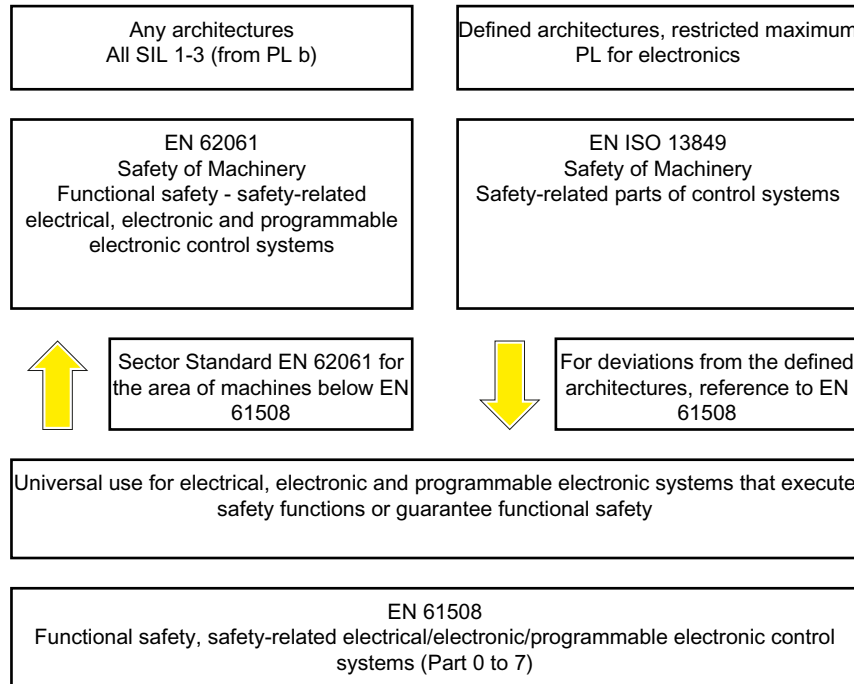 Any architectures
All SIL 1-3 (from PL b)
Defined architectures, restricted maximum
PL for electronics
EN 62061
Safety of Machinery
Functional safety - safety-related
electrical, electronic and programmable
electronic control systems
EN ISO 13849
Safety of Machinery
Safety-related parts of control systems
Sector Standard EN 62061 for
the area of machines below EN
61508
For deviations from the defined
architectures, reference to EN
61508
Universal use for electrical, electronic and programmable electronic systems that execute
safety functions or guarantee functional safety
EN 61508
Functional safety, safety-related electrical/electronic/programmable electronic control
systems (Part 0 to 7)